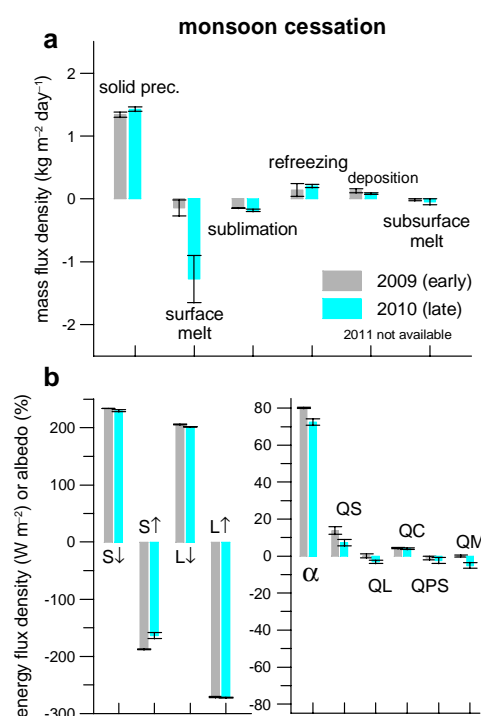 monsoon cessation
a
mass flux density (kg m⁻² day⁻¹)
2
1
0
-1
-2
solid prec.
surface
melt
sublimation
refreezing
deposition
subsurface
melt
2009 (early)
2010 (late)
2011 not available
b
energy flux density (W m⁻²) or albedo (%)
200
100
0
-100
-200
-300
S↓
S↑
L↓
L↑
80
60
40
20
0
-20
-40
-60
-80
α
QS
QL
QC
QPS
QM